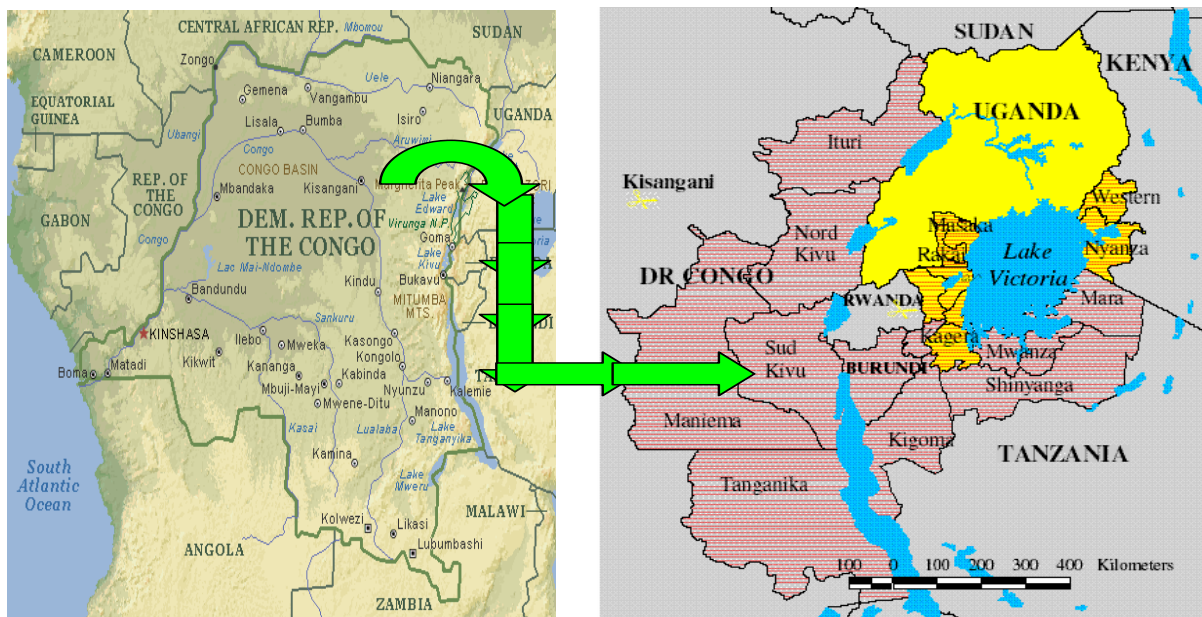 CENTRAL AFRICAN REP.
Mbomou
SUDAN
CAMEROON
Zongo
Uele
Niangara
Gemena
Vangambu
EQUATORIAL
GUINEA
Isiro
UGANDA
Lisala
Bumba
Ubangi
Aruwimi
Congo
CONGO BASIN
REP. OF
THE
CONGO
Mbandaka
Kisangani
Margherita Peak
Lake
Edward
GABON
DEM. REP. OF
THE CONGO
Virunga N.P.
Goma
Lake
Kivu
Congo
Lac Mai-Ndombe
Bukavu
Kindu
MITUMBA
MTS.
Bandundu
Sankuru
KINSHASA
Ilebo
Mweka
Kasongo
Kongolo
Boma
Matadi
Kikwit
Kananga
Kabinda
Mbuji-Mayi
Nyunzu
Kalemie
Mwene-Ditu
Manono
Kasai
Lualaba
Lake
Tanganyika
Kamina
South
Atlantic
Ocean
Lake
Mweru
MALAWI
Kolwezi
Likasi
ANGOLA
Lubumbashi
ZAMBIA
SUDAN
KENYA
UGANDA
Ituri
Kisangani
Western
Masaka
Nord
Kivu
Rakai
Nyanza
Lake
Victoria
DR CONGO
RWANDA
Mara
Kagera
Sud
Kivu
Mwanza
BURUNDI
Shinyanga
Maniema
Kigoma
TANZANIA
Tanganika
100 0 100 200 300 400 Kilometers